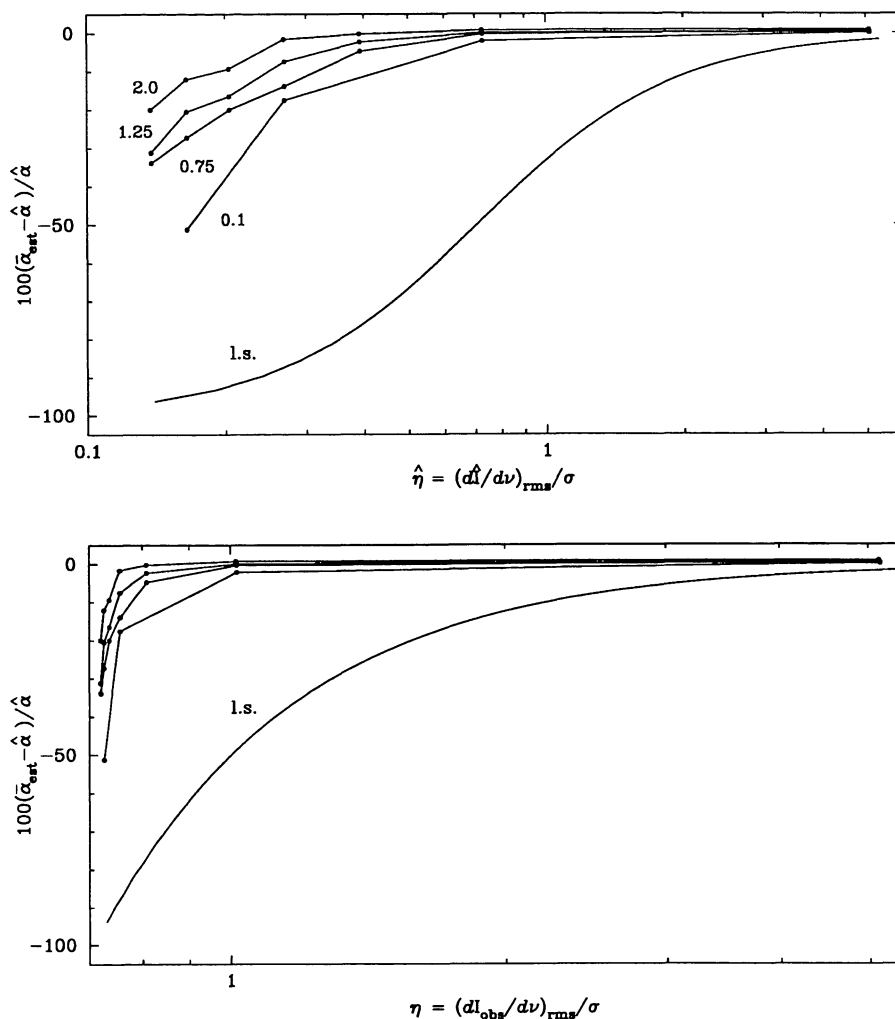 0
2.0
1.25
0.75
−50
0.1
l.s.
−100
100(ᾱ_est−α̂)/α̂
0.1
1
η̂ = (dÎ/dν)_rms/σ
0
l.s.
−50
−100
100(ᾱ_est−α̂)/α̂
1
η = (dI_obs/dν)_rms/σ